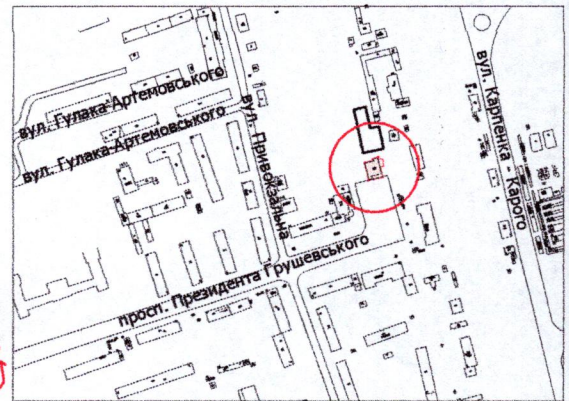 вул. Гулака-Артемовського
вул. Гулака-Артемовського
вул. Привокзальна
вул. Карпенка - Карого
просп. Президента Грушевського